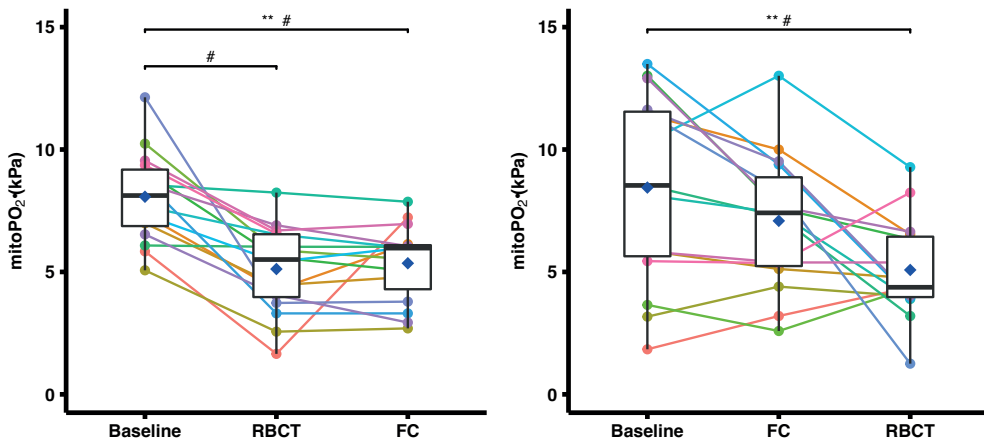 15
10
5
0
mitoPO2•(kPa)
** #
#
Baseline
RBCT
FC
15
10
5
0
mitoPO2•(kPa)
** #
Baseline
FC
RBCT